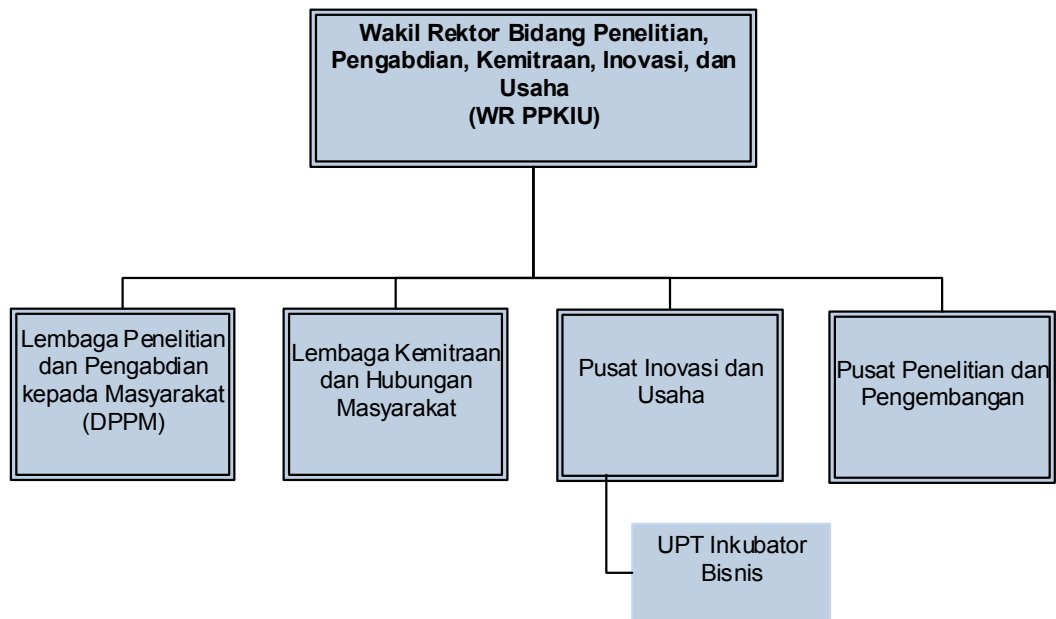 Wakil Rektor Bidang Penelitian,
Pengabdian, Kemitraan, Inovasi, dan
Usaha
(WR PPKIU)
Lembaga Penelitian
dan Pengabdian
kepada Masyarakat
(DPPM)
Lembaga Kemitraan
dan Hubungan
Masyarakat
Pusat Inovasi dan
Usaha
Pusat Penelitian dan
Pengembangan
UPT Inkubator
Bisnis